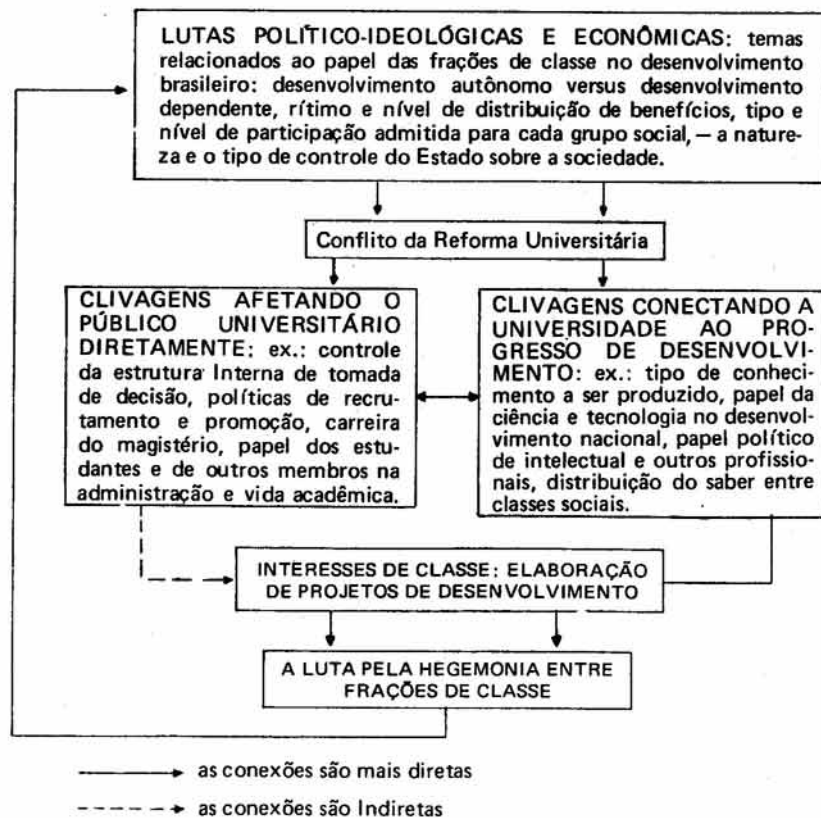 LUTAS POLÍTICO-IDEOLÓGICAS E ECONÔMICAS: temas
relacionados ao papel das frações de classe no desenvolvimento
brasileiro: desenvolvimento autônomo versus desenvolvimento
dependente, rítimo e nível de distribuição de benefícios, tipo e
nível de participação admitida para cada grupo social, — a nature-
za e o tipo de controle do Estado sobre a sociedade.
Conflito da Reforma Universitária
CLIVAGENS AFETANDO O
PÚBLICO UNIVERSITÁRIO
DIRETAMENTE: ex.: controle
da estrutura Interna de tomada
de decisão, políticas de recru-
tamento e promoção, carreira
do magistério, papel dos estu-
dantes e de outros membros na
administração e vida acadêmica.
CLIVAGENS CONECTANDO A
UNIVERSIDADE AO PRO-
GRESSO DE DESENVOLVI-
MENTO: ex.: tipo de conheci-
mento a ser produzido, papel da
ciência e tecnologia no desenvol-
vimento nacional, papel político
de intelectual e outros profissio-
nais, distribuição do saber entre
classes sociais.
INTERESSES DE CLASSE: ELABORAÇÃO
DE PROJETOS DE DESENVOLVIMENTO
A LUTA PELA HEGEMONIA ENTRE
FRAÇÕES DE CLASSE
as conexões são mais diretas
as conexões são Indiretas